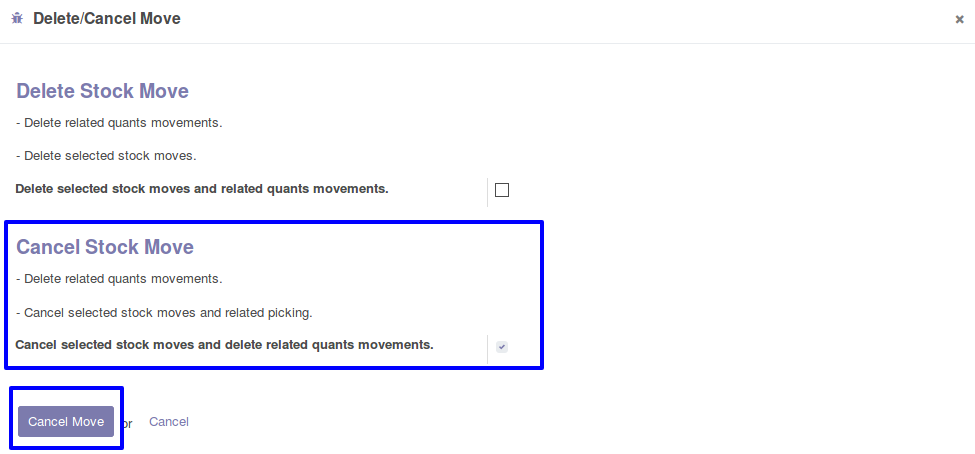 Delete/Cancel Move
Delete Stock Move
- Delete related quants movements.
- Delete selected stock moves.
Delete selected stock moves and related quants movements.
Cancel Stock Move
- Delete related quants movements.
- Cancel selected stock moves and related picking.
Cancel selected stock moves and delete related quants movements.
Cancel Move or Cancel